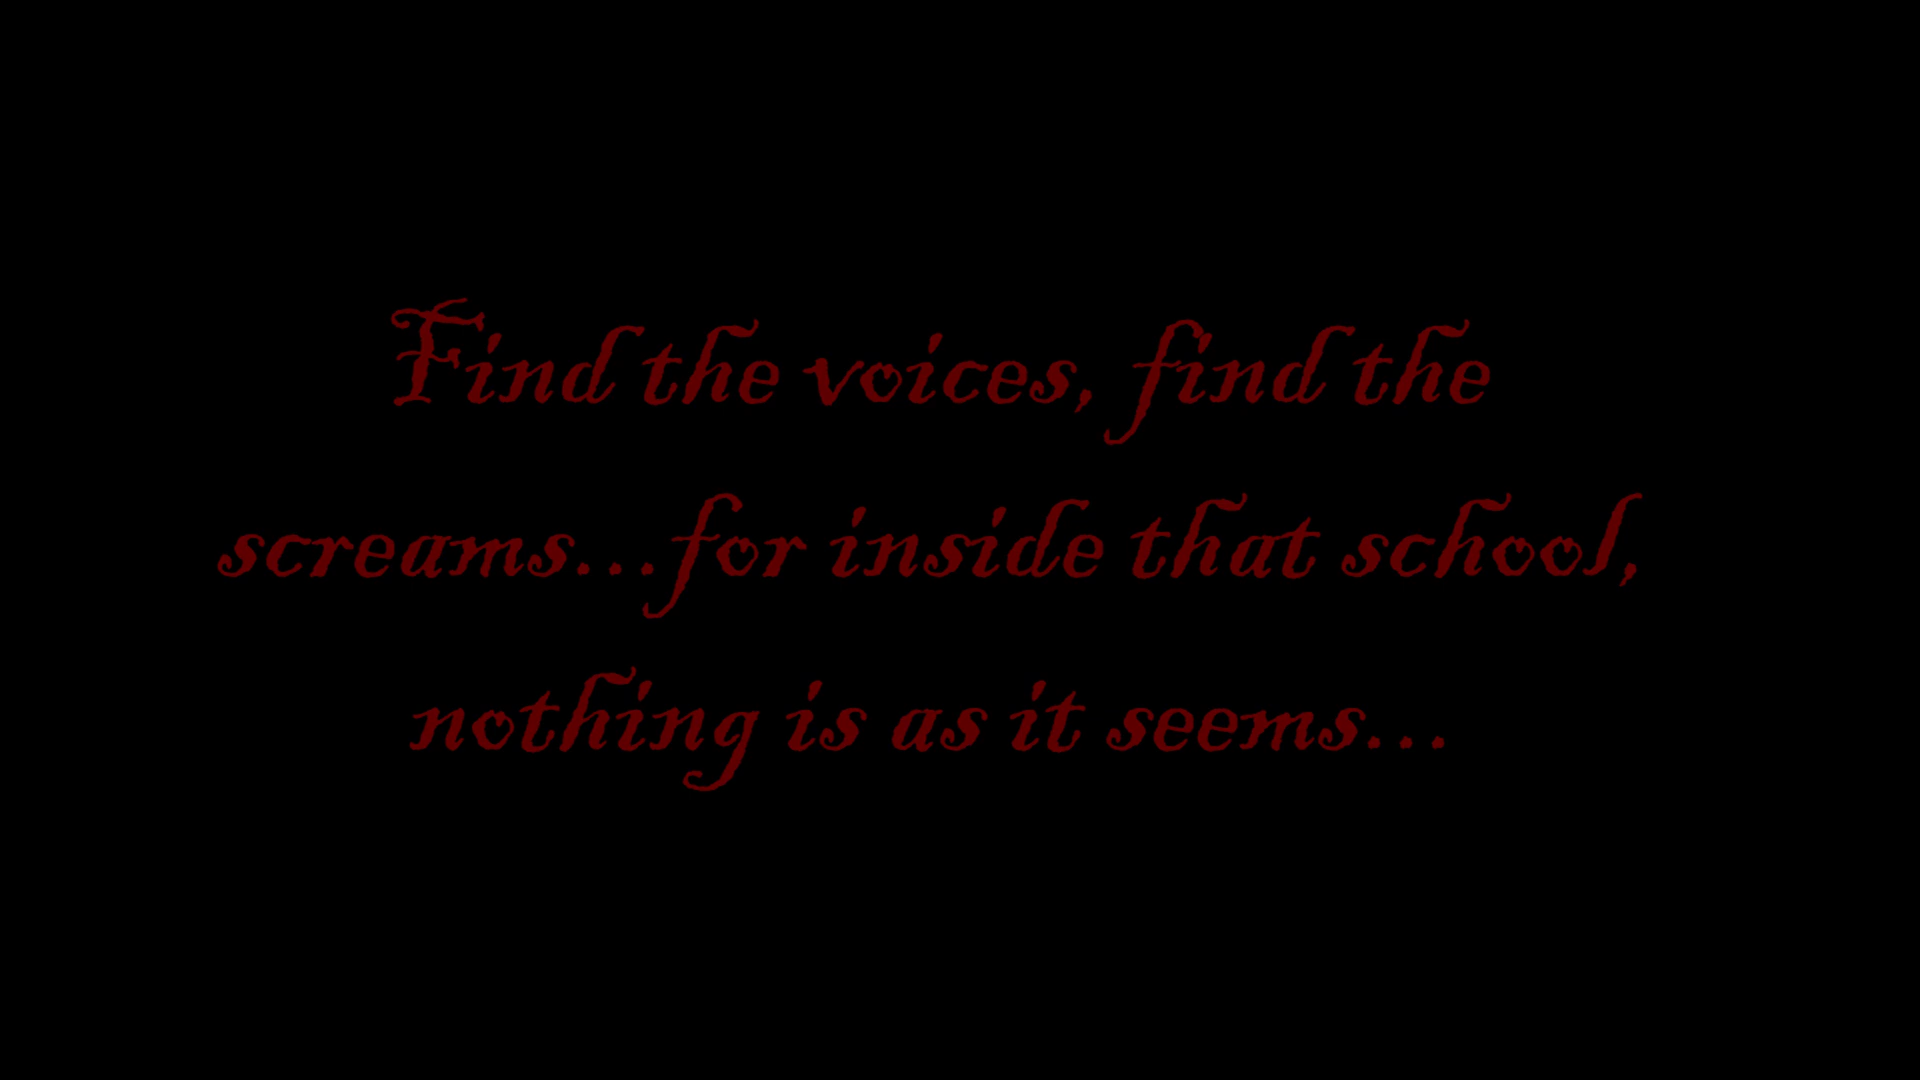 Find the voices, find the
screams...for inside that school,
nothing is as it seems...